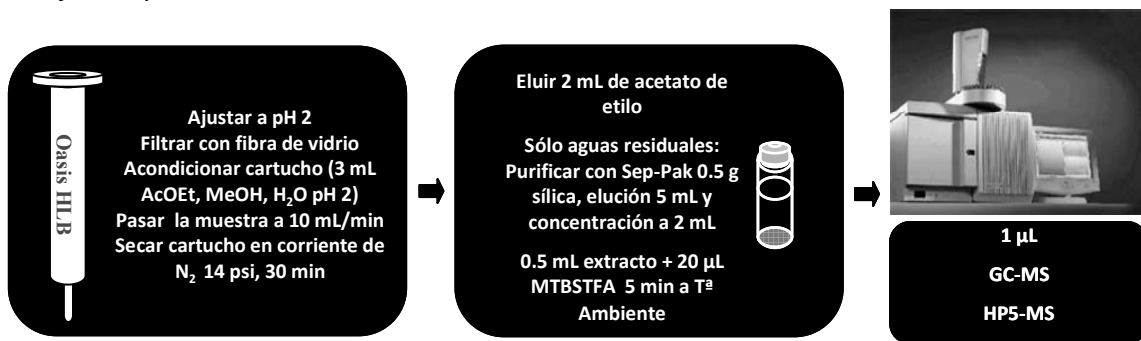 Oasis HLB
Ajustar a pH 2
Filtrar con fibra de vidrio
Acondicionar cartucho (3 mL
AcOEt, MeOH, H₂O pH 2)
Pasar la muestra a 10 mL/min
Secar cartucho en corriente de
N₂ 14 psi, 30 min
Eluir 2 mL de acetato de
etilo
Sólo aguas residuales:
Purificar con Sep-Pak 0.5 g
sílica, elución 5 mL y
concentración a 2 mL
0.5 mL extracto + 20 µL
MTBSTFA 5 min a Tª
Ambiente
1 µL
GC-MS
HP5-MS